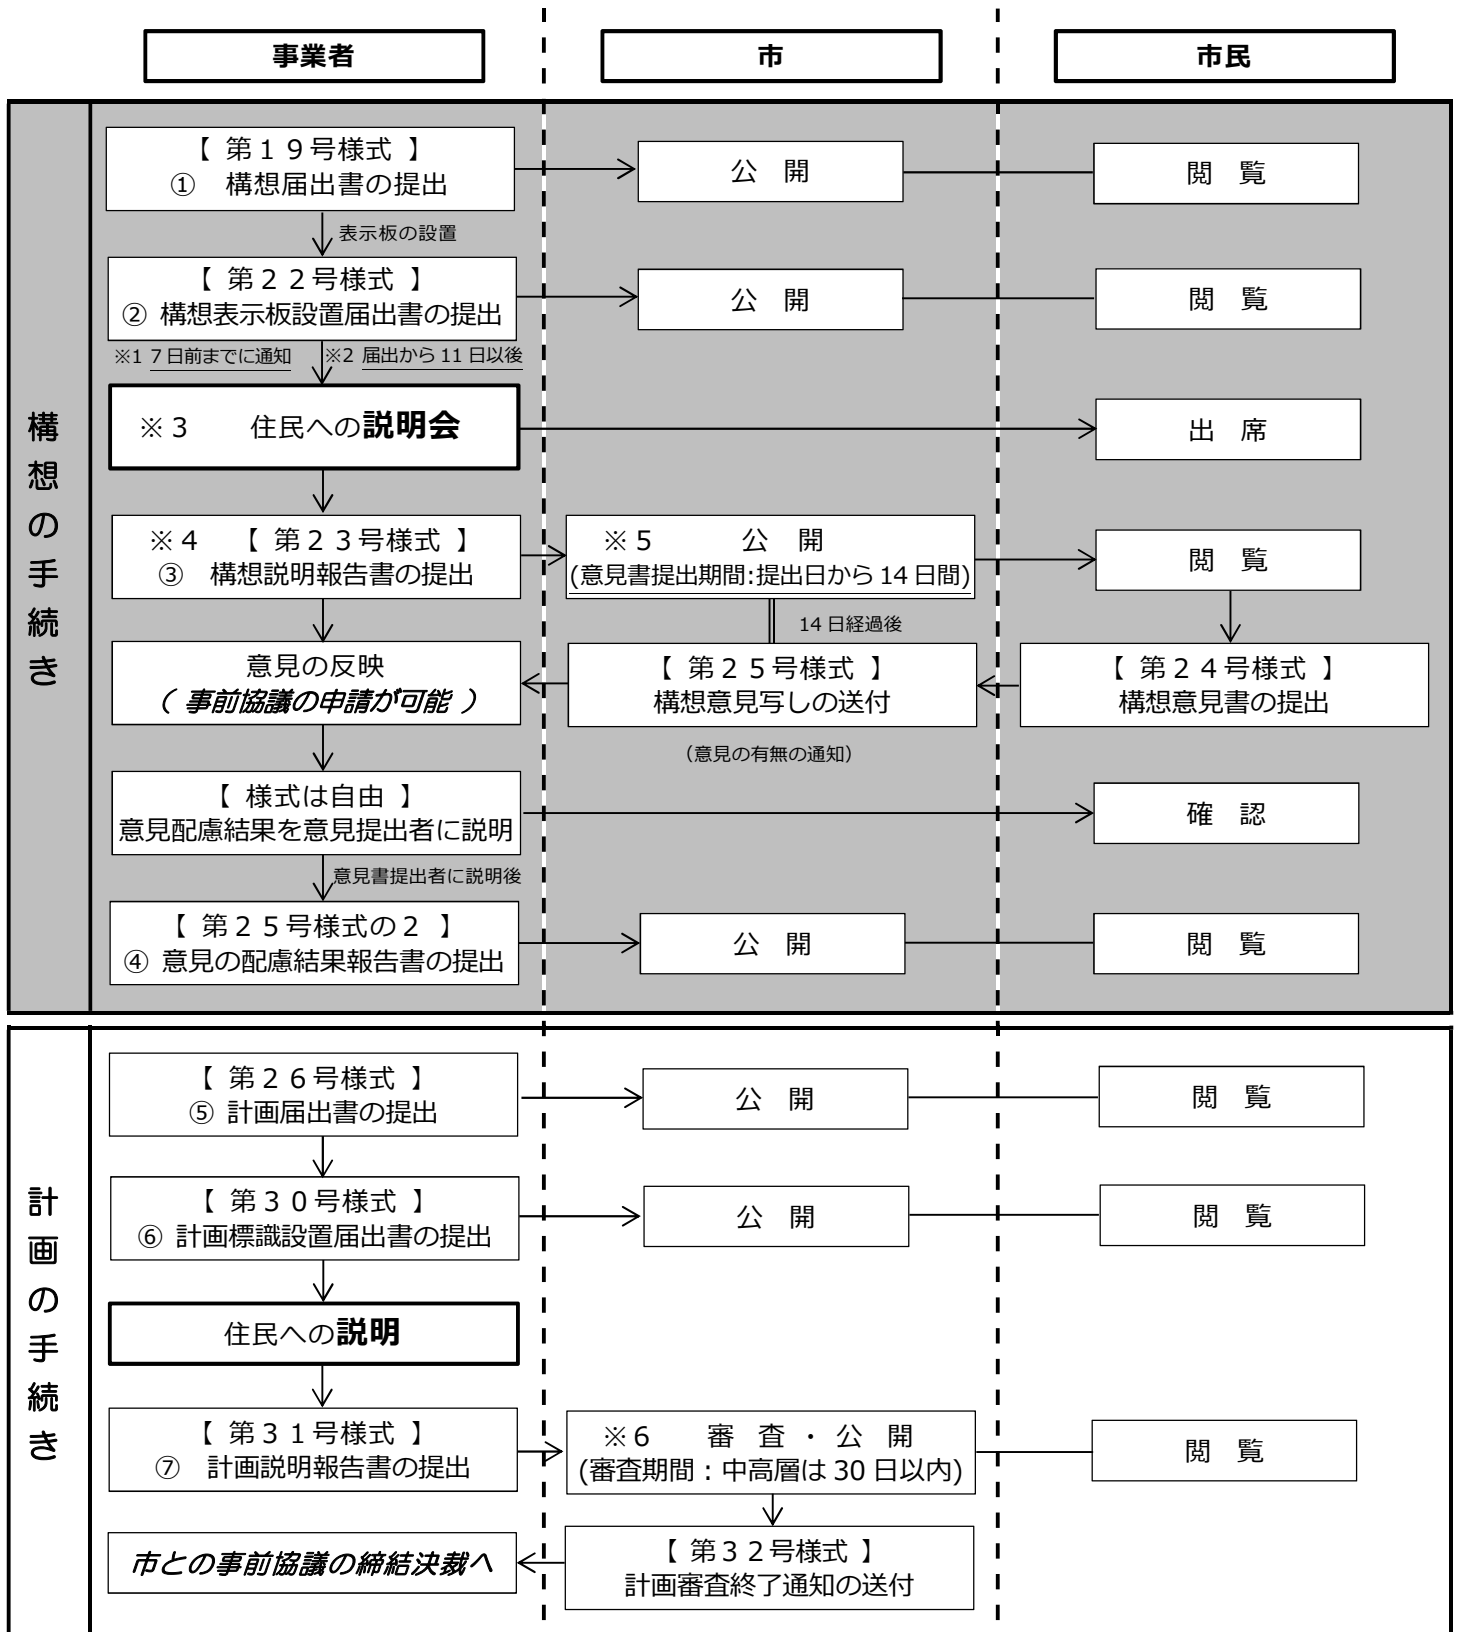 事業者
市
市民
構想の手続き
【 第19号様式 】
① 構想届出書の提出
公 開
閲 覧
表示板の設置
【 第22号様式 】
② 構想表示板設置届出書の提出
公 開
閲 覧
※1 7日前までに通知
※2 届出から 11 日以後
※3 住民への説明会
出 席
※4 【 第23号様式 】
③ 構想説明報告書の提出
※5 公 開
(意見書提出期間:提出日から 14 日間)
閲 覧
14 日経過後
意見の反映
( 事前協議の申請が可能 )
【 第25号様式 】
構想意見写しの送付
【 第24号様式 】
構想意見書の提出
(意見の有無の通知)
【 様式は自由 】
意見配慮結果を意見提出者に説明
確 認
意見書提出者に説明後
【 第25号様式の2 】
④ 意見の配慮結果報告書の提出
公 開
閲 覧
計画の手続き
【 第26号様式 】
⑤ 計画届出書の提出
公 開
閲 覧
【 第30号様式 】
⑥ 計画標識設置届出書の提出
公 開
閲 覧
住民への説明
【 第31号様式 】
⑦ 計画説明報告書の提出
※6 審 査 ・ 公 開
(審査期間:中高層は 30 日以内)
閲 覧
市との事前協議の締結決裁へ
【 第32号様式 】
計画審査終了通知の送付